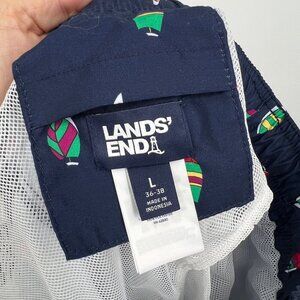 LANDS'
END
L
36-38
MADE IN
INDONESIA